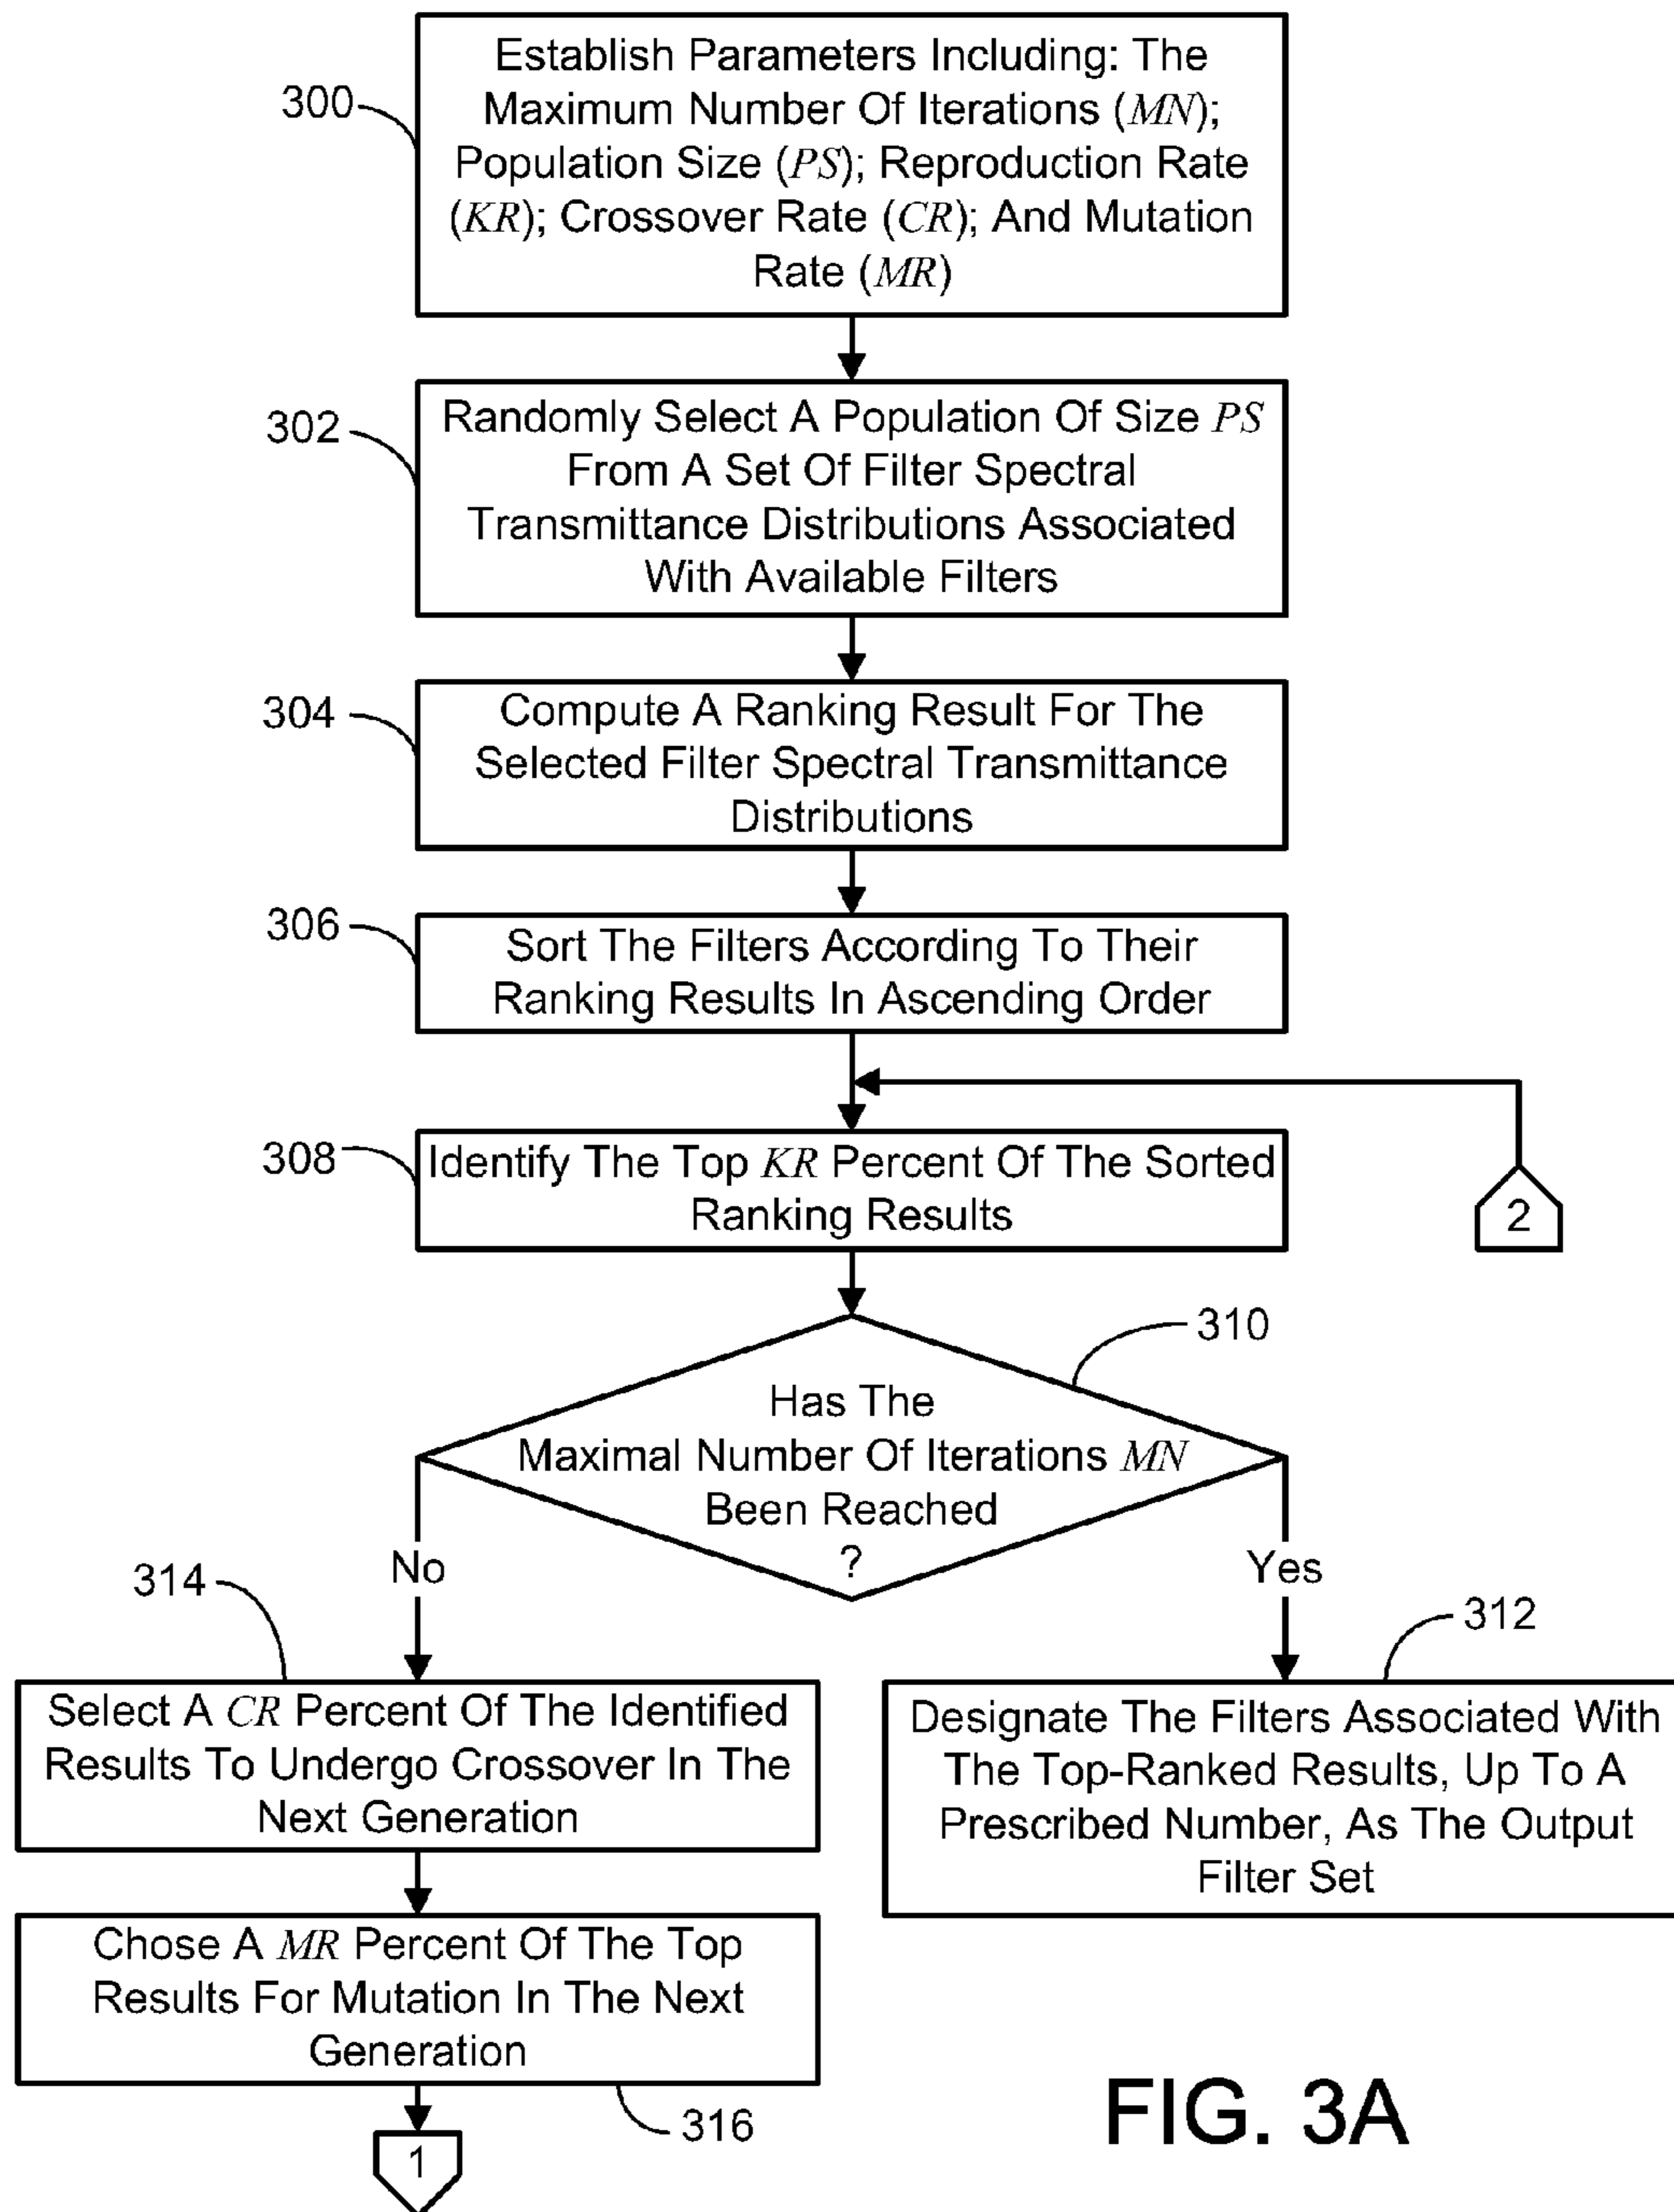 300
Establish Parameters Including: The
Maximum Number Of Iterations (MN);
Population Size (PS); Reproduction Rate
(KR); Crossover Rate (CR); And Mutation
Rate (MR)
302
Randomly Select A Population Of Size PS
From A Set Of Filter Spectral
Transmittance Distributions Associated
With Available Filters
304
Compute A Ranking Result For The
Selected Filter Spectral Transmittance
Distributions
306
Sort The Filters According To Their
Ranking Results In Ascending Order
308
Identify The Top KR Percent Of The Sorted
Ranking Results
2
310
Has The
Maximal Number Of Iterations MN
Been Reached
?
No
Yes
314
Select A CR Percent Of The Identified
Results To Undergo Crossover In The
Next Generation
312
Designate The Filters Associated With
The Top-Ranked Results, Up To A
Prescribed Number, As The Output
Filter Set
Chose A MR Percent Of The Top
Results For Mutation In The Next
Generation
316
1
FIG. 3A